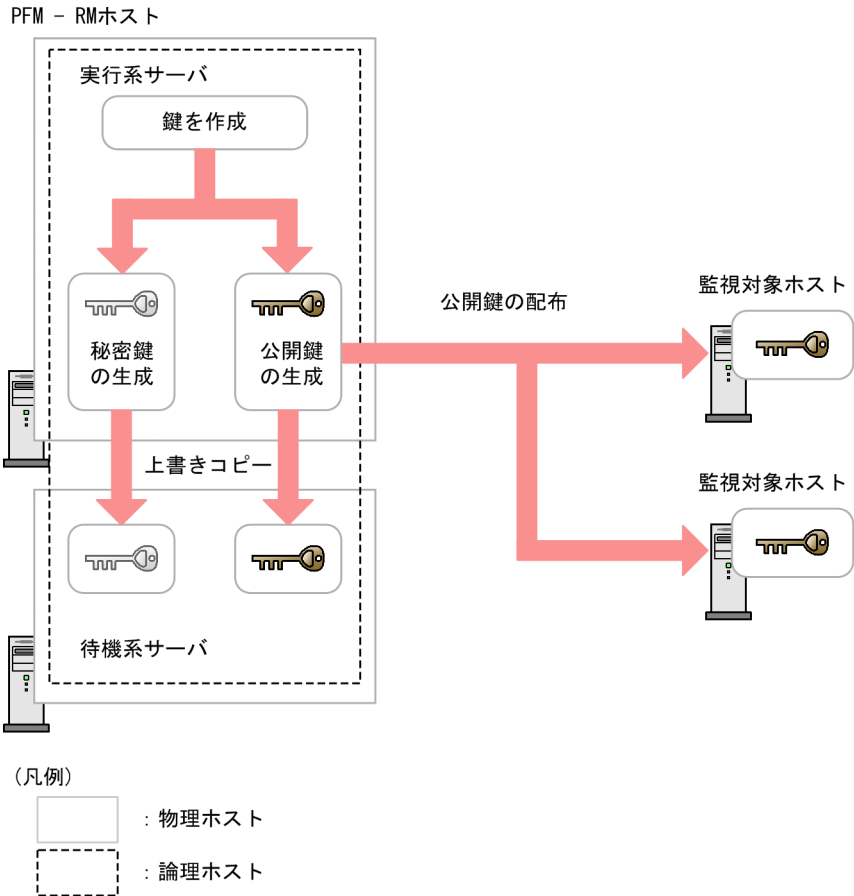 PFM - RMホスト
実行系サーバ
鍵を作成
秘密鍵
の生成
公開鍵
の生成
公開鍵の配布
監視対象ホスト
上書きコピー
監視対象ホスト
待機系サーバ
(凡例)
: 物理ホスト
: 論理ホスト